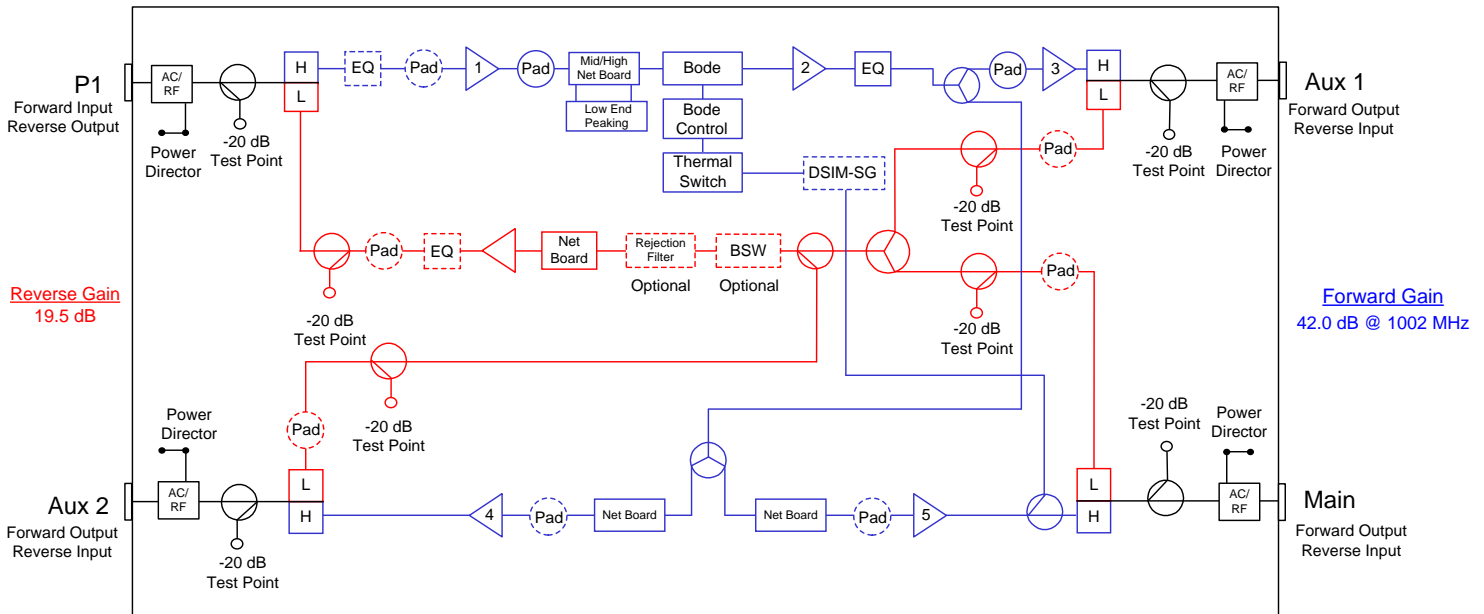 P1
Forward Input
Reverse Output
AC/
RF
Power
Director
-20 dB
Test Point
H
L
EQ
Pad
1
Pad
Mid/High
Net Board
Low End
Peaking
Bode
Bode
Control
Thermal
Switch
DSIM-SG
2
EQ
Pad
3
H
L
-20 dB
Test Point
AC/
RF
Power
Director
Aux 1
Forward Output
Reverse Input
Pad
-20 dB
Test Point
Pad
EQ
Net
Board
Rejection
Filter
Optional
BSW
Optional
-20 dB
Test Point
Pad
-20 dB
Test Point
Reverse Gain
19.5 dB
Forward Gain
42.0 dB @ 1002 MHz
-20 dB
Test Point
Pad
Power
Director
Aux 2
Forward Output
Reverse Input
AC/
RF
-20 dB
Test Point
L
H
4
Pad
Net Board
Net Board
Pad
5
L
H
-20 dB
Test Point
Power
Director
AC/
RF
Main
Forward Output
Reverse Input